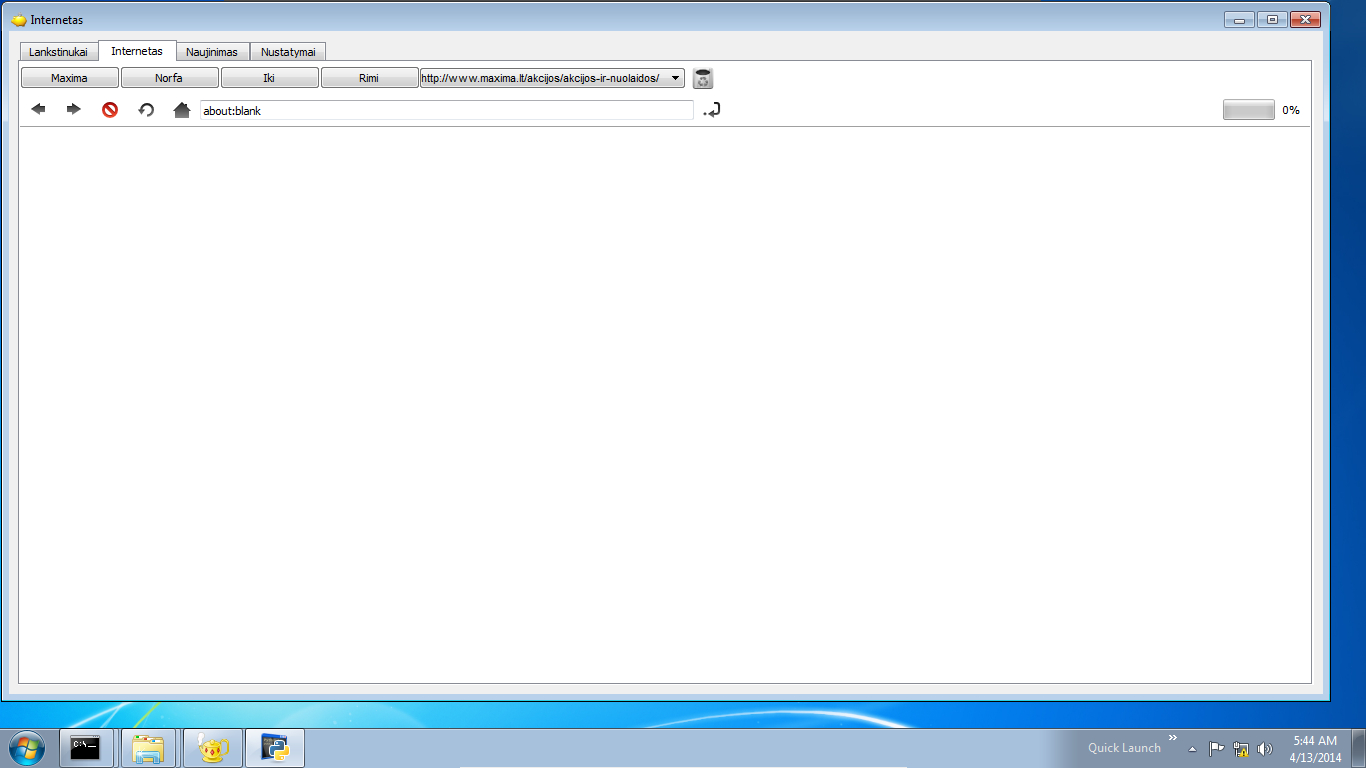 Internetas
Lankstinukai Internetas Naujinimas Nustatymai
Maxima Norfa Iki Rimi http://www.maxima.lt/akcijos/akcijos-ir-nuolaidos/
about:blank 0%
C:\_
Quick Launch » 5:44 AM
4/13/2014